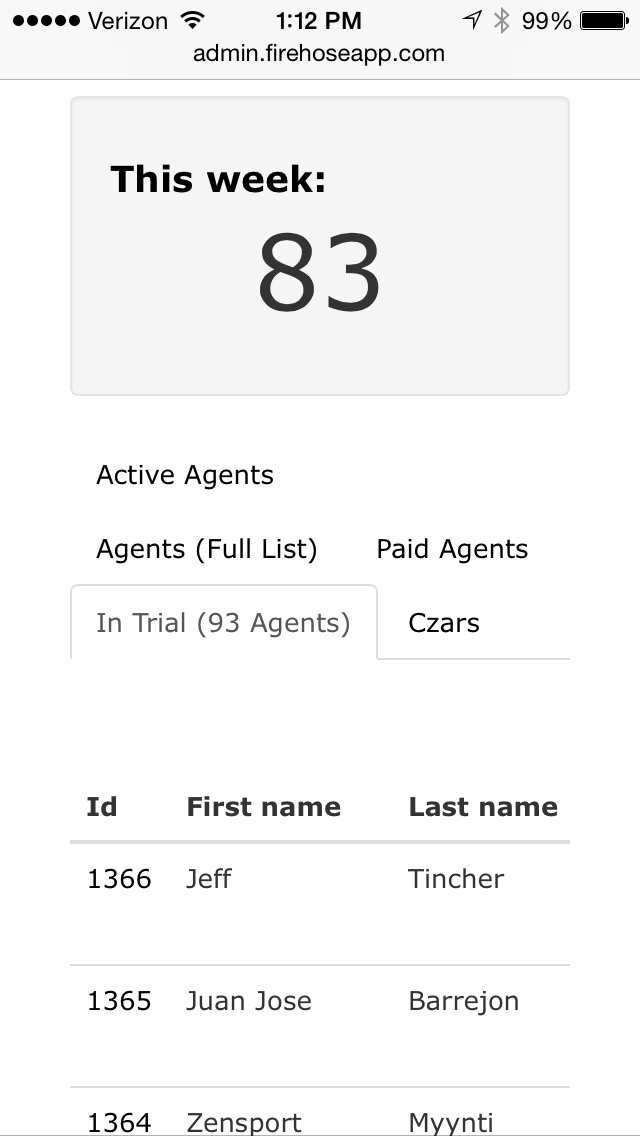 Verizon 1:12 PM 99%
admin.firehoseapp.com
This week:
83
Active Agents
Agents (Full List) Paid Agents
In Trial (93 Agents) Czars
Id First name Last name
1366 Jeff Tincher
1365 Juan Jose Barrejon
1364 Zensport Myynti